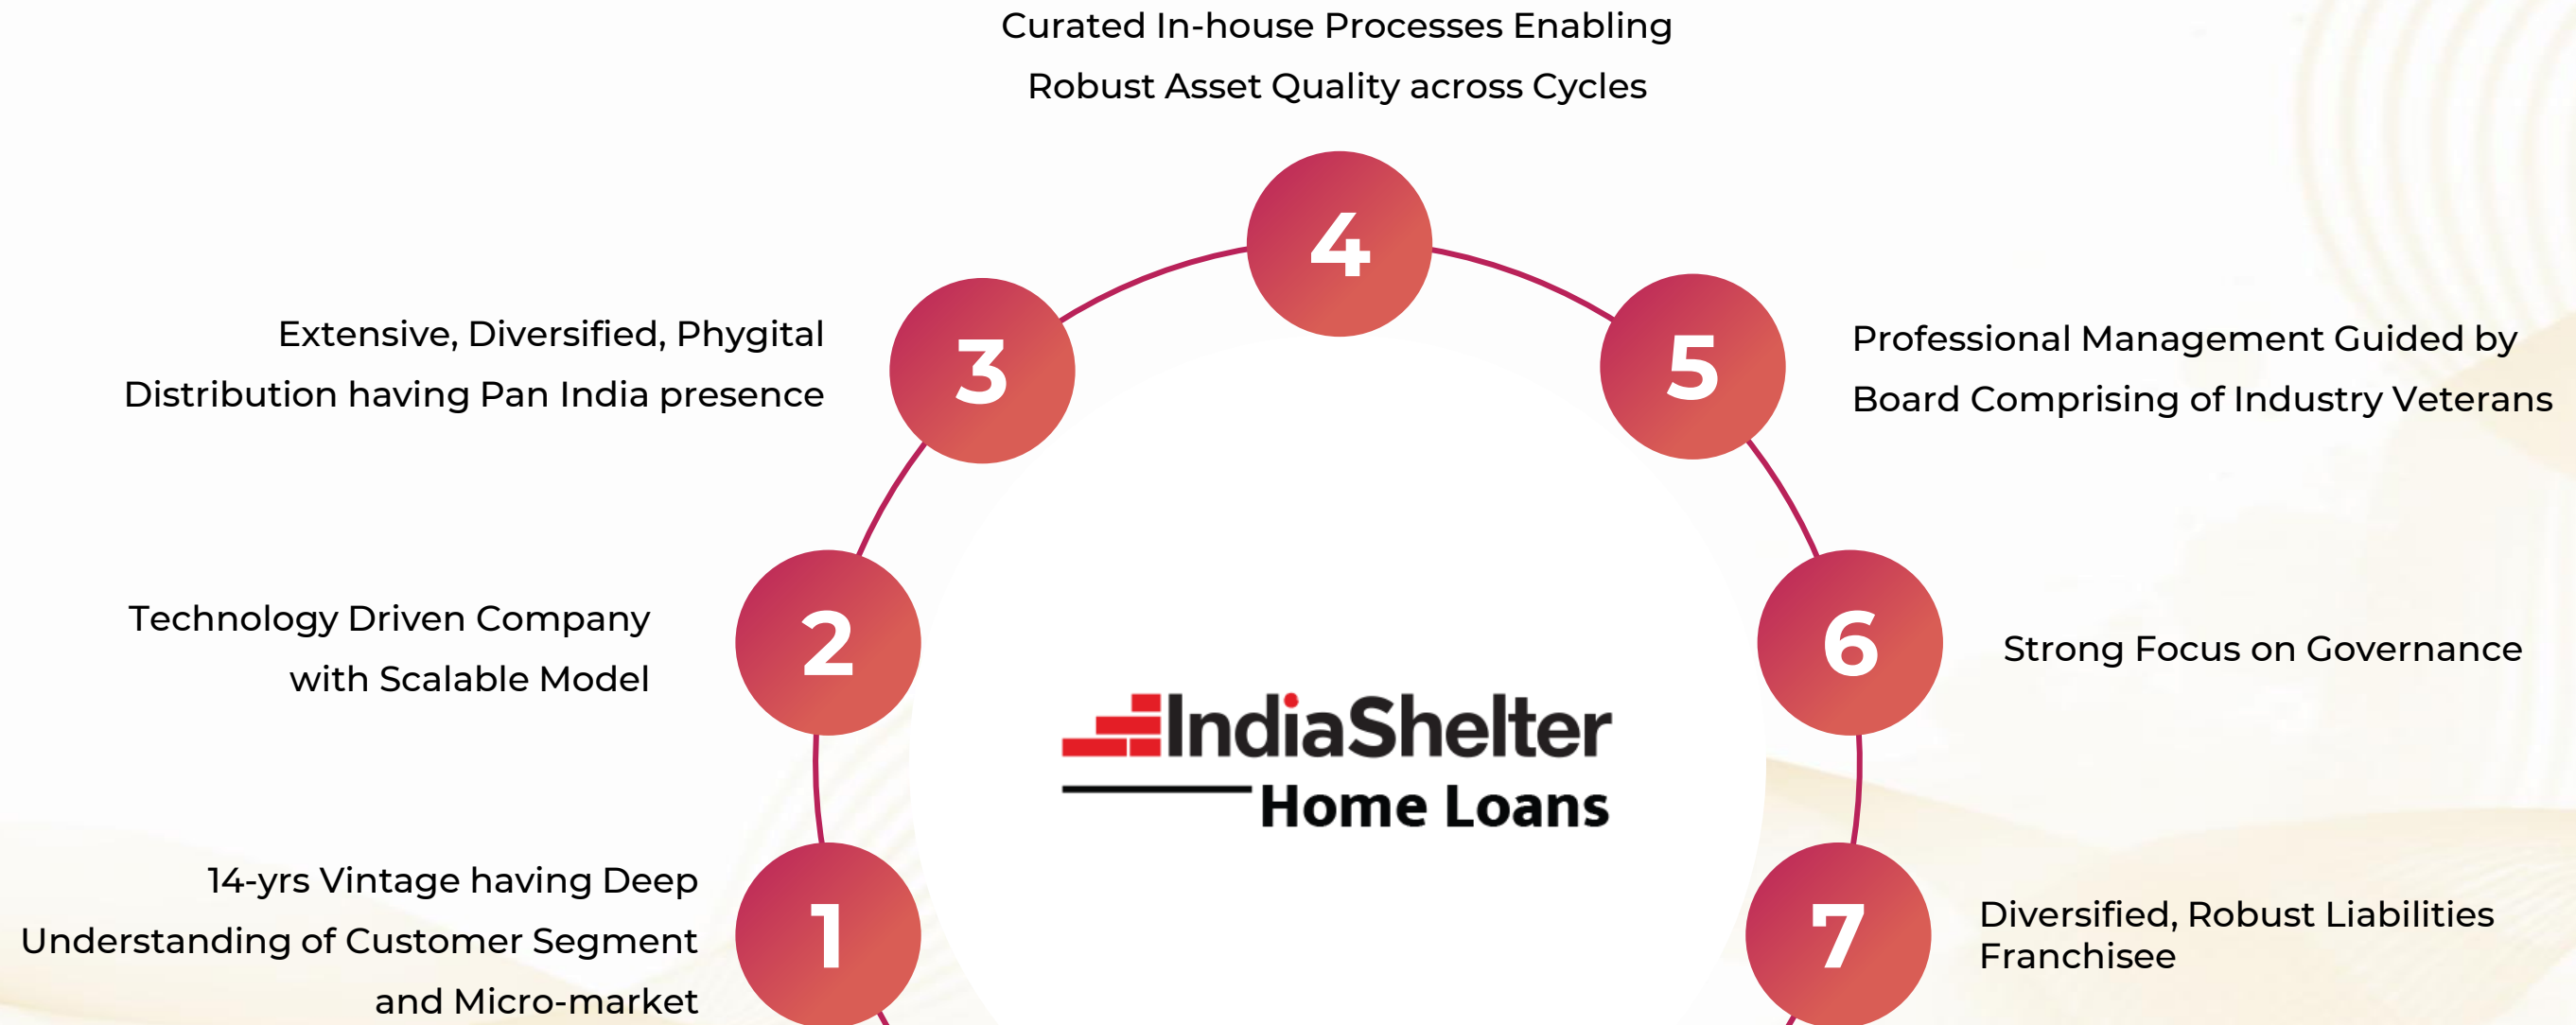 Curated In-house Processes Enabling
Robust Asset Quality across Cycles
4
Extensive, Diversified, Phygital
Distribution having Pan India presence
3
5
Professional Management Guided by
Board Comprising of Industry Veterans
Technology Driven Company
with Scalable Model
2
6
Strong Focus on Governance
IndiaShelter
Home Loans
14-yrs Vintage having Deep
Understanding of Customer Segment
and Micro-market
1
7
Diversified, Robust Liabilities
Franchisee